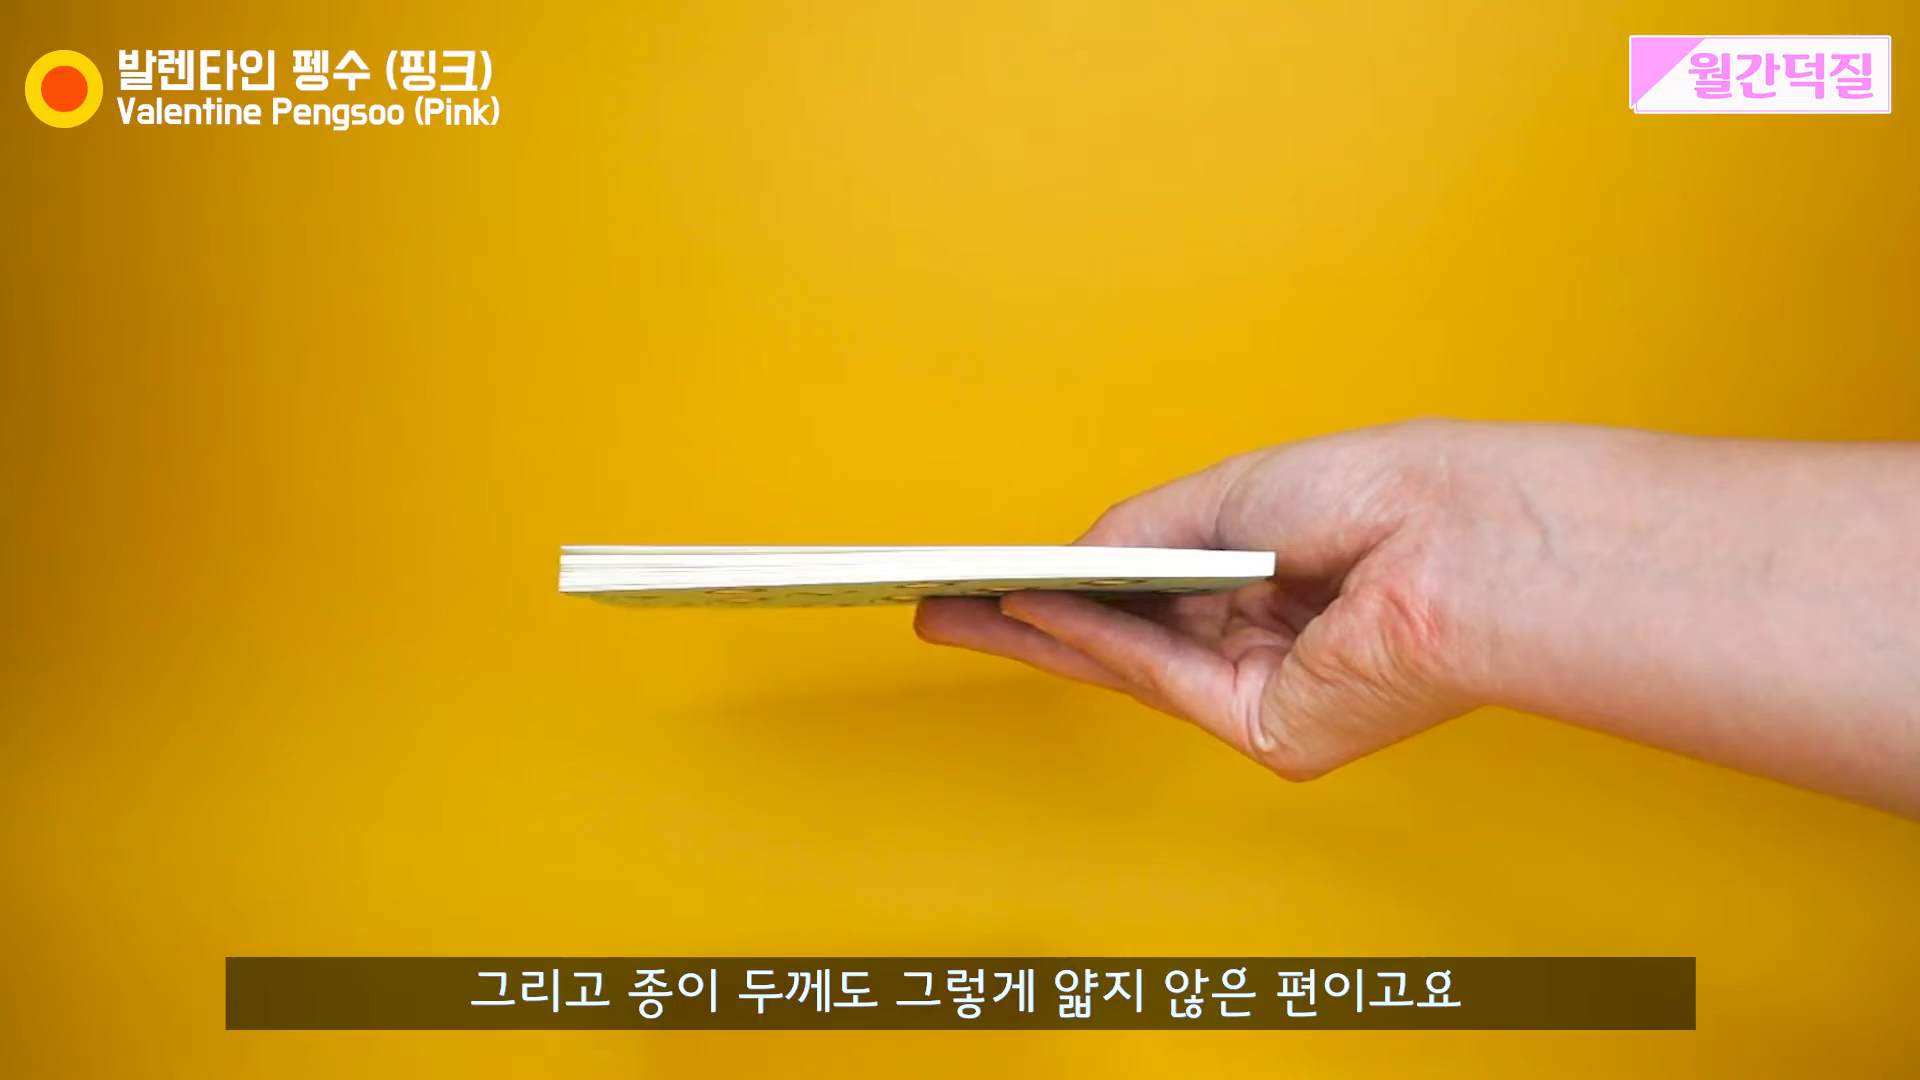 발렌타인 펭수 (핑크)
Valentine Pengsoo (Pink)
월간덕질
그리고 종이 두께도 그렇게 얇지 않은 편이고요